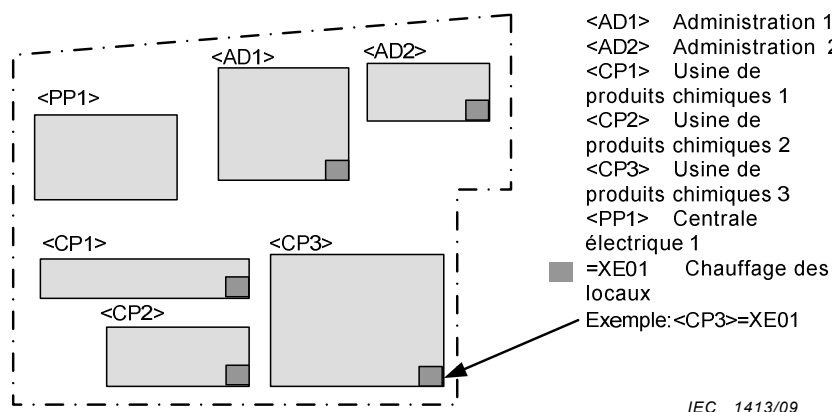 <AD1> <AD2>
<PP1>
<CP1> <CP3>
<CP2>
<AD1> Administration 1
<AD2> Administration 2
<CP1> Usine de
produits chimiques 1
<CP2> Usine de
produits chimiques 2
<CP3> Usine de
produits chimiques 3
<PP1> Centrale
électrique 1
=XE01 Chauffage des
locaux
Exemple:<CP3>=XE01
IEC 1413/09